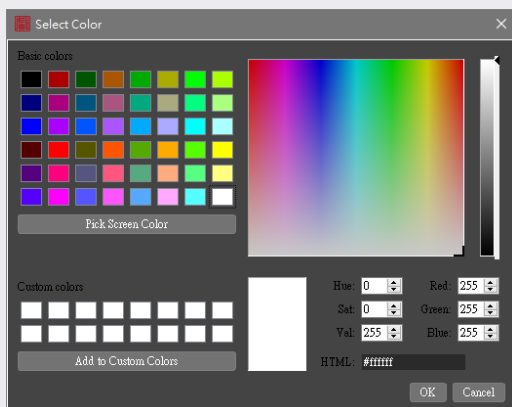 Select Color
Basic colors
Pick Screen Color
Custom colors
Add to Custom Colors
Hue: 0 Red: 255
Sat: 0 Green: 255
Val: 255 Blue: 255
HTML: #ffffff
OK Cancel